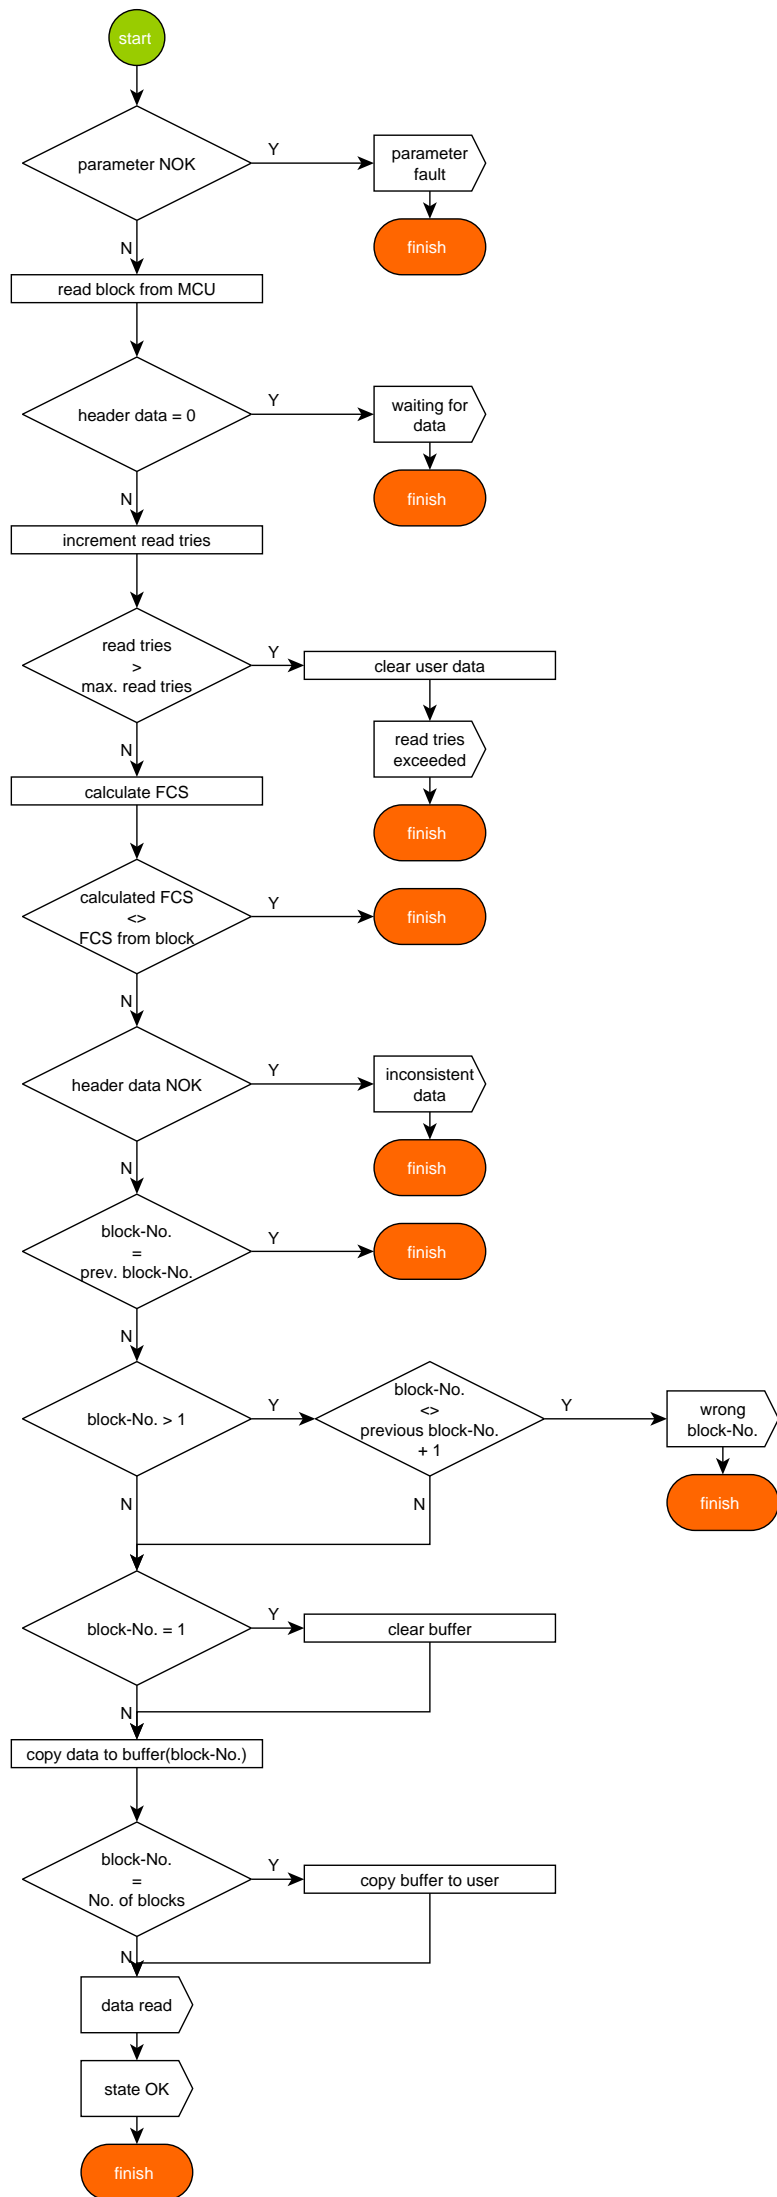 start
parameter NOK
Y
parameter
fault
finish
N
read block from MCU
header data = 0
Y
waiting for
data
finish
N
increment read tries
read tries
>
max. read tries
Y
clear user data
read tries
exceeded
finish
N
calculate FCS
calculated FCS
<>
FCS from block
Y
finish
N
header data NOK
Y
inconsistent
data
finish
N
block-No.
=
prev. block-No.
Y
finish
N
block-No. > 1
Y
block-No.
<>
previous block-No.
+ 1
Y
wrong
block-No.
finish
N
N
block-No. = 1
Y
clear buffer
N
copy data to buffer(block-No.)
block-No.
=
No. of blocks
Y
copy buffer to user
N
data read
state OK
finish